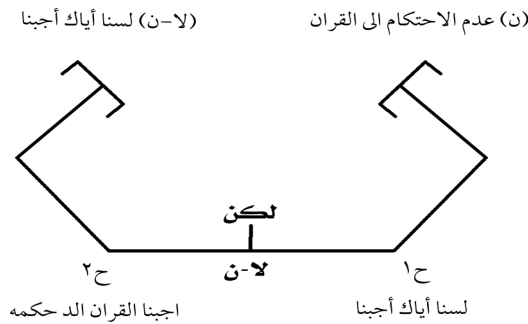 (ن) عدم الاحتكام الى القران
(لا-ن) لسنا أياك أجبنا
لكن
لا-ن
ح١
ح٢
لسنا أياك أجبنا
اجبنا القران الد حكمه